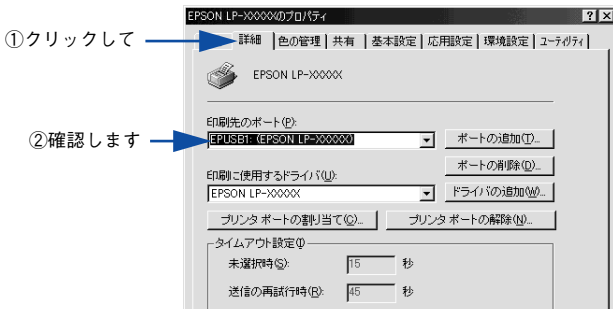 EPSON LP-XXXXXのプロパティ
①クリックして
詳細 色の管理 共有 基本設定 応用設定 環境設定 ユーティリティ
EPSON LP-XXXXX
印刷先のポート(P):
②確認します
EPUSB1: (EPSON LP-XXXXX)
ポートの追加(T)...
ポートの削除(D)...
印刷に使用するドライバ(U):
EPSON LP-XXXXX
ドライバの追加(W)...
プリンタ ポートの割り当て(C)...
プリンタ ポートの解除(N)...
タイムアウト設定(I)
未選択時(S): 15 秒
送信の再試行時(R): 45 秒